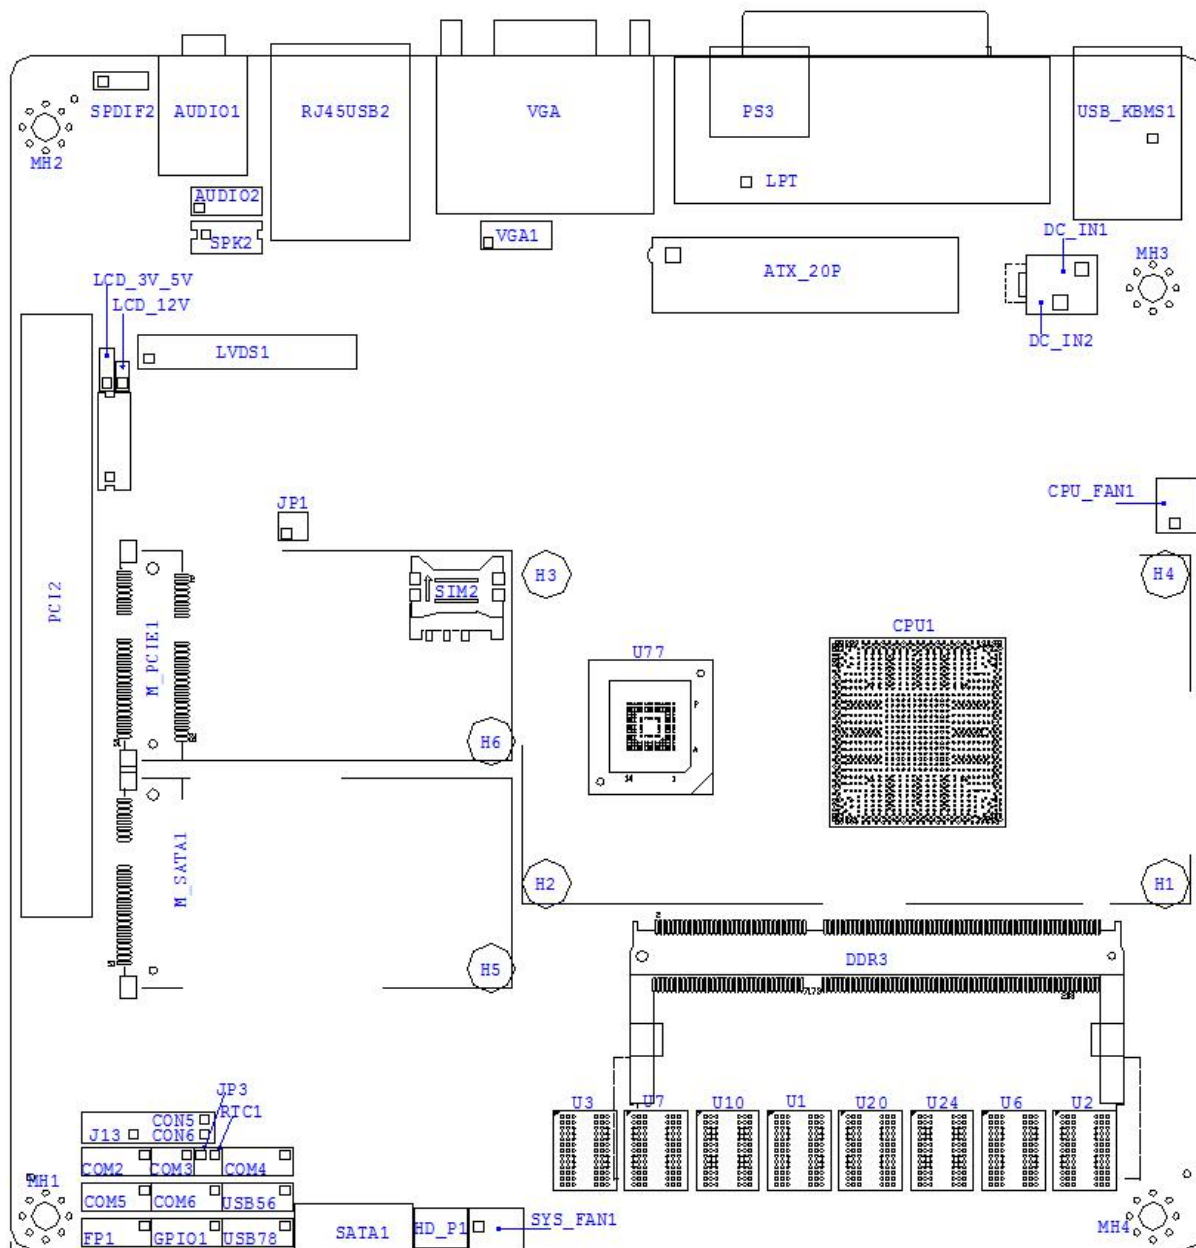 SPDIF2
AUDIO1
RJ45USB2
VGA
PS3
USB_KBMS1
MH2
LPT
AUDIO2
SPK2
VGA1
DC_IN1
MH3
ATX_20P
LCD_3V_5V
LCD_12V
DC_IN2
LVDS1
JP1
CPU_FAN1
PCI2
M_PCIE1
SIM2
H3
H4
CPU1
U77
H6
M_SATA1
H2
H1
H5
DDR3
JP3
RTC1
U3
U7
U10
U1
U20
U24
U6
U2
CON5
J13
CON6
COM2
COM3
COM4
MH1
COM5
COM6
USB56
FP1
GPIO1
USB78
SATA1
HD_P1
SYS_FAN1
MH4